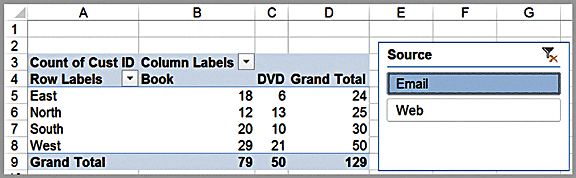 A B C D E F G
1
2
3 Count of Cust ID Column Labels Source
4 Row Labels Book DVD Grand Total Email
5 East 18 6 24
6 North 12 13 25 Web
7 South 20 10 30
8 West 29 21 50
9 Grand Total 79 50 129